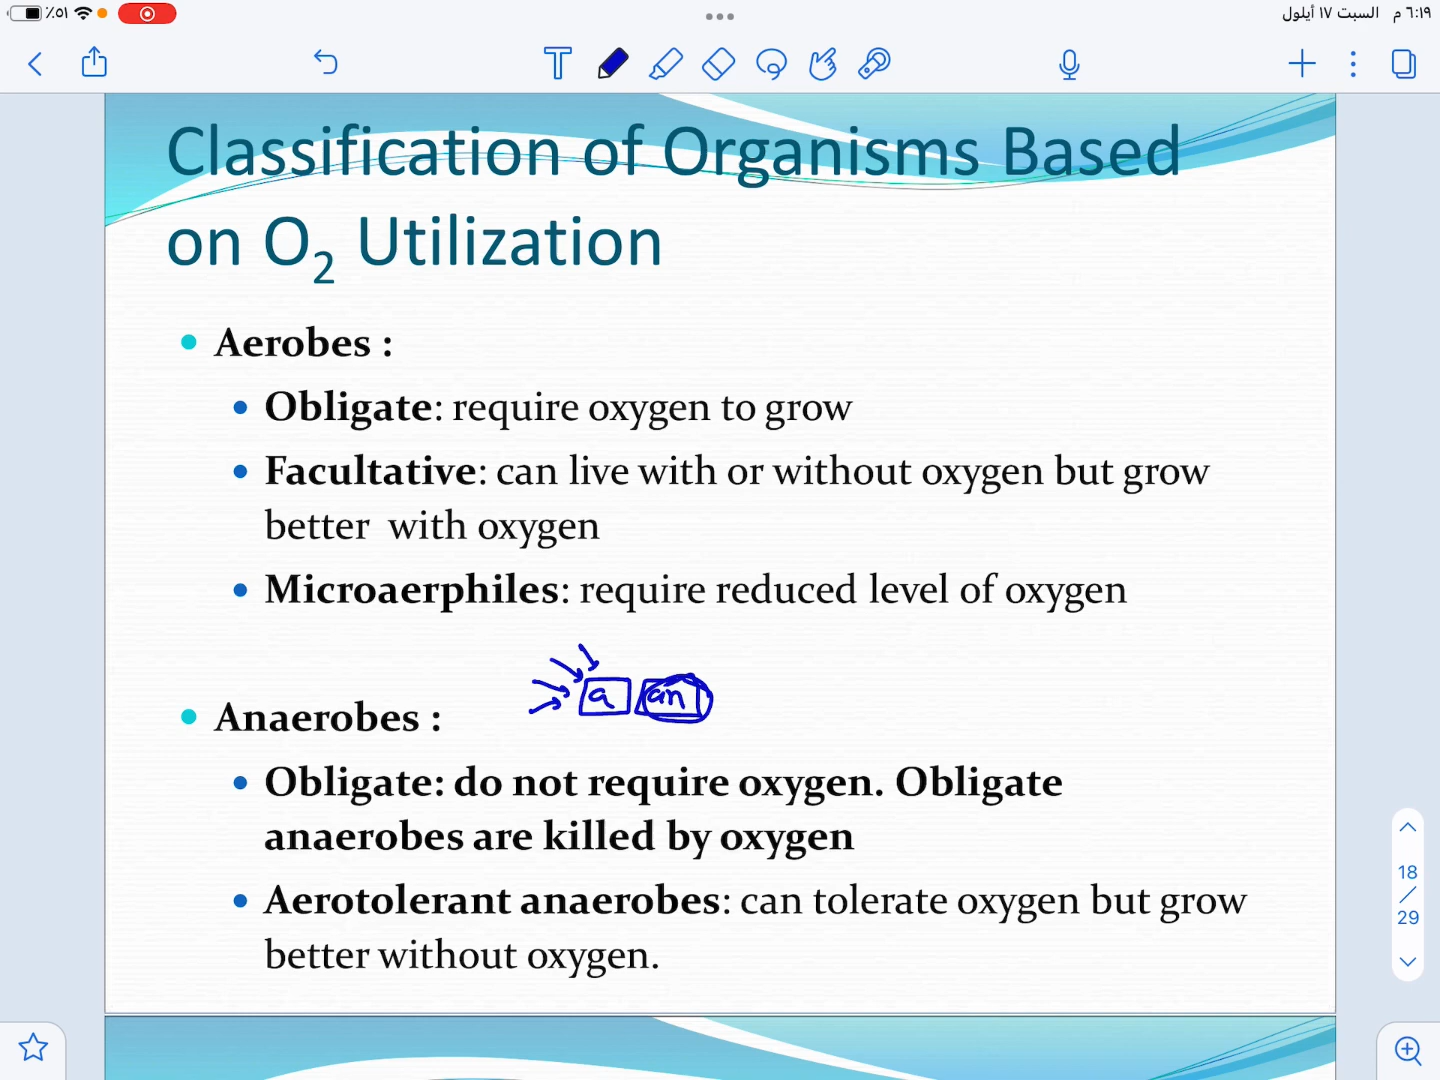 ٪٥١
٦:١٩ م السبت ١٧ أيلول
Classification of Organisms Based
on O2 Utilization
Aerobes :
Obligate: require oxygen to grow
Facultative: can live with or without oxygen but grow
better with oxygen
Microaerphiles: require reduced level of oxygen
a an
Anaerobes :
Obligate: do not require oxygen. Obligate
anaerobes are killed by oxygen
Aerotolerant anaerobes: can tolerate oxygen but grow
better without oxygen.
18
/
29